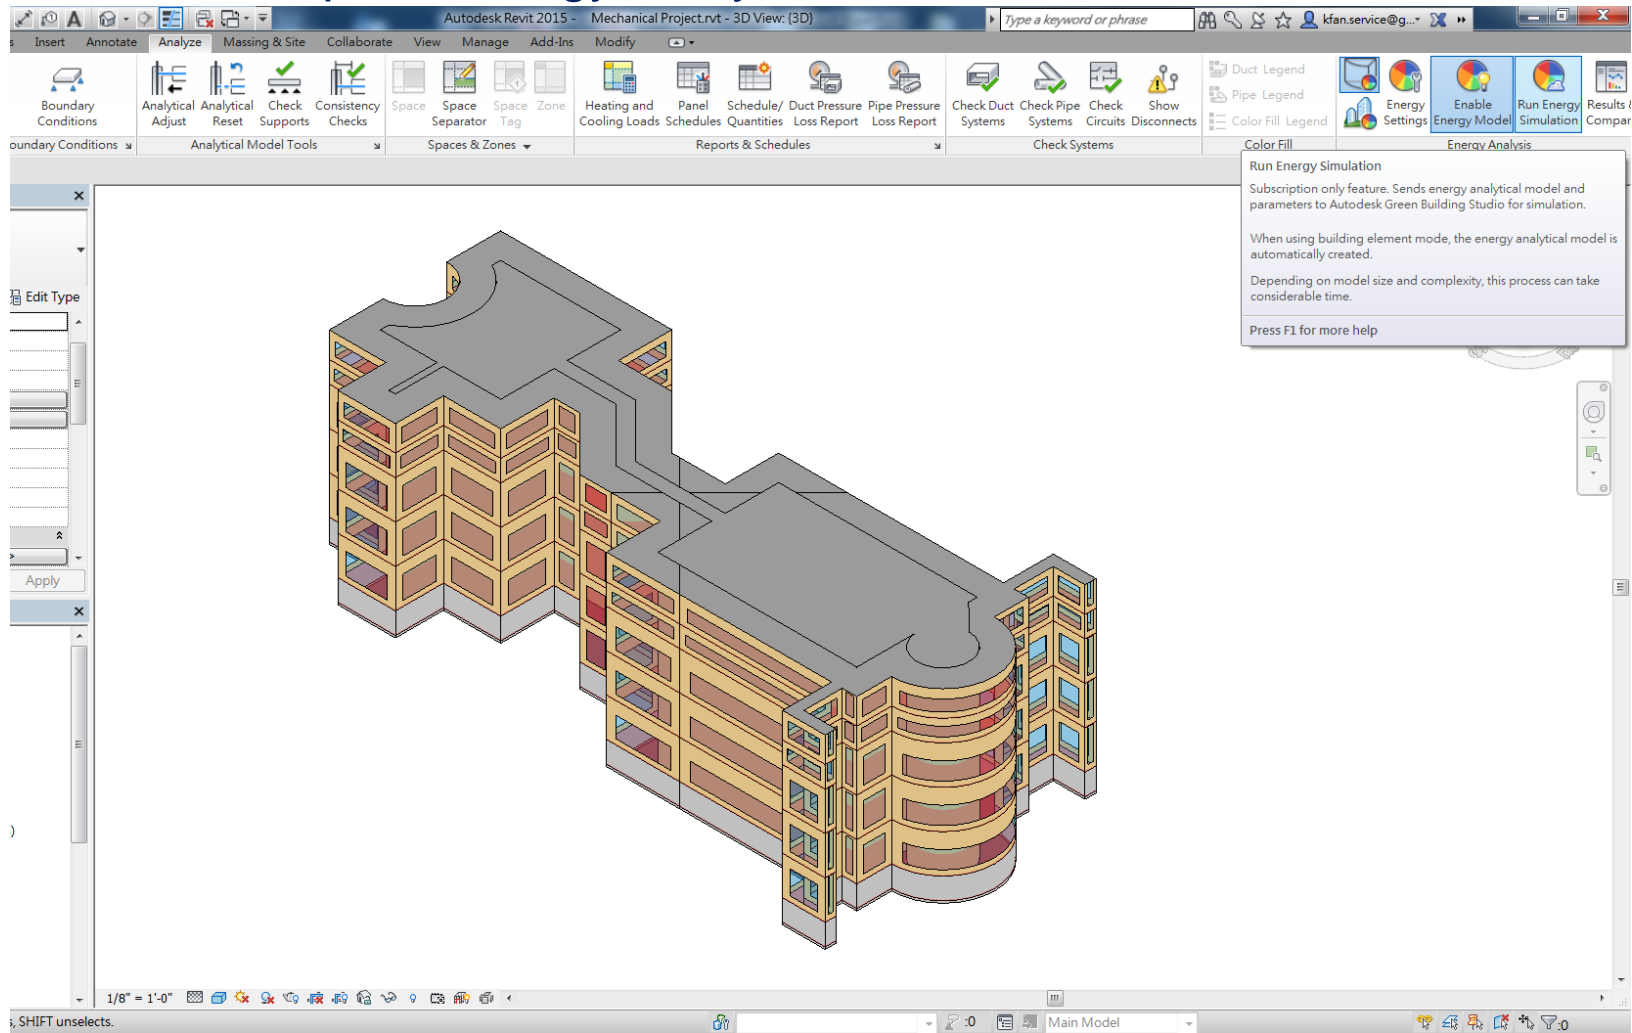 Autodesk Revit 2015 - Mechanical Project.rvt - 3D View: {3D}
Type a keyword or phrase
kfan.service@g...
Insert Annotate Analyze Massing & Site Collaborate View Manage Add-Ins Modify
Boundary
Conditions
Analytical
Adjust
Analytical
Reset
Check
Supports
Consistency
Checks
Space
Space
Separator
Space
Tag
Zone
Heating and
Cooling Loads
Panel
Schedules
Schedule/
Quantities
Duct Pressure
Loss Report
Pipe Pressure
Loss Report
Check Duct
Systems
Check Pipe
Systems
Check
Circuits
Show
Disconnects
Duct Legend
Pipe Legend
Color Fill Legend
Energy
Settings
Enable
Energy Model
Run Energy
Simulation
Results &
Compar
oundary Conditions
Analytical Model Tools
Spaces & Zones
Reports & Schedules
Check Systems
Color Fill
Energy Analysis
Run Energy Simulation
Subscription only feature. Sends energy analytical model and
parameters to Autodesk Green Building Studio for simulation.
When using building element mode, the energy analytical model is
automatically created.
Depending on model size and complexity, this process can take
considerable time.
Press F1 for more help
Edit Type
Apply
)
1/8" = 1'-0"
, SHIFT unselects.
:0
Main Model
:0